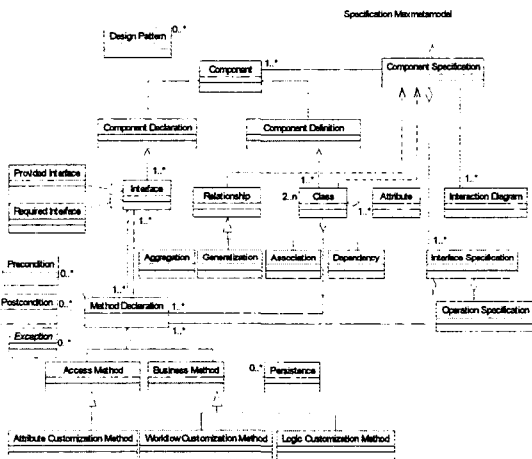 Specification Maxmetamodel
0..*
Design Pattern
Component
1..*
Component Specification
Component Declaration
Component Definition
1..*
1..*
1..*
Provided Interface
Interface
Relationship
Class
Attribute
Interaction Diagram
2..n
1..*
Required Interface
1..*
Aggregation
Generalization
Association
Dependency
1..*
Interface Specification
Precondition
0..*
1..*
Postcondition
0..*
Method Declaration
1..*
Operation Specification
1..*
Exception
0..*
Access Method
Business Method
0..*
Persistence
Attribute Customization Method
Workflow Customization Method
Logic Customization Method